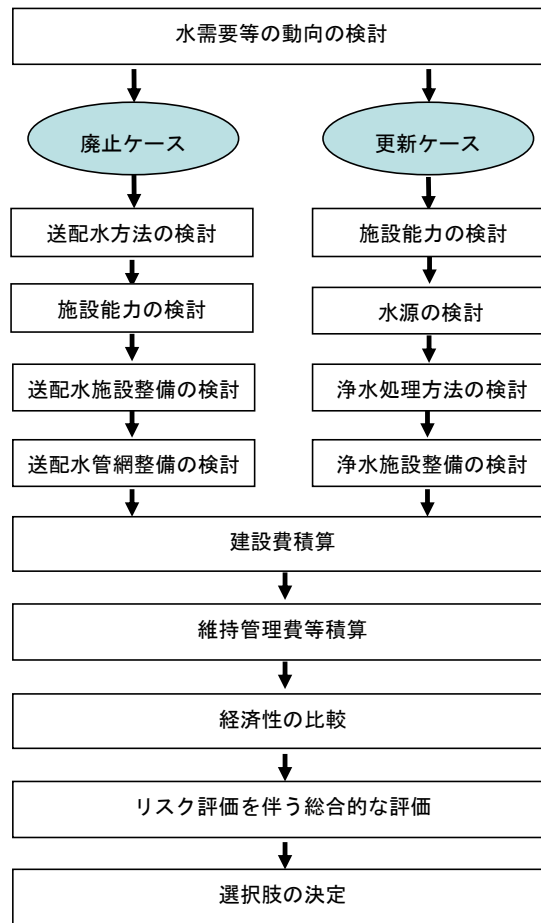 水需要等の動向の検討
廃止ケース
更新ケース
送配水方法の検討
施設能力の検討
施設能力の検討
水源の検討
送配水施設整備の検討
浄水処理方法の検討
送配水管網整備の検討
浄水施設整備の検討
建設費積算
維持管理費等積算
経済性の比較
リスク評価を伴う総合的な評価
選択肢の決定